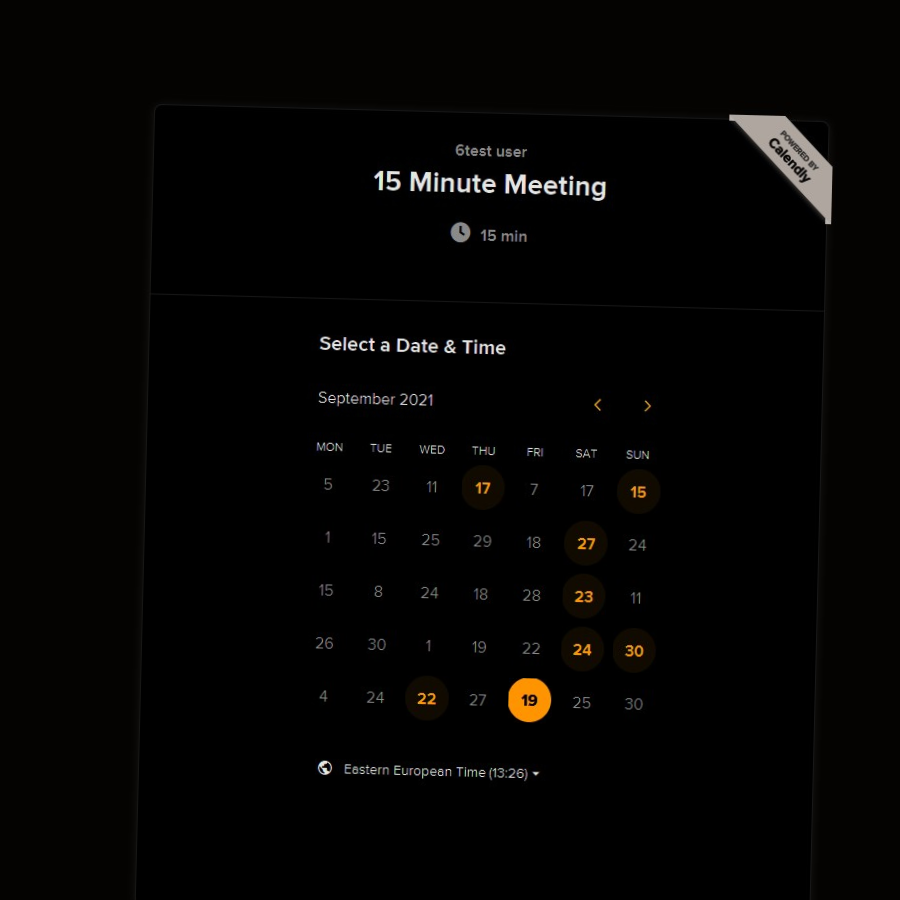 POWERED BY
Calendly
6test user
15 Minute Meeting
15 min
Select a Date & Time
September 2021
MON TUE WED THU FRI SAT SUN
5 23 11 17 7 17 15
1 15 25 29 18 27 24
15 8 24 18 28 23 11
26 30 1 19 22 24 30
4 24 22 27 19 25 30
Eastern European Time (13:26)